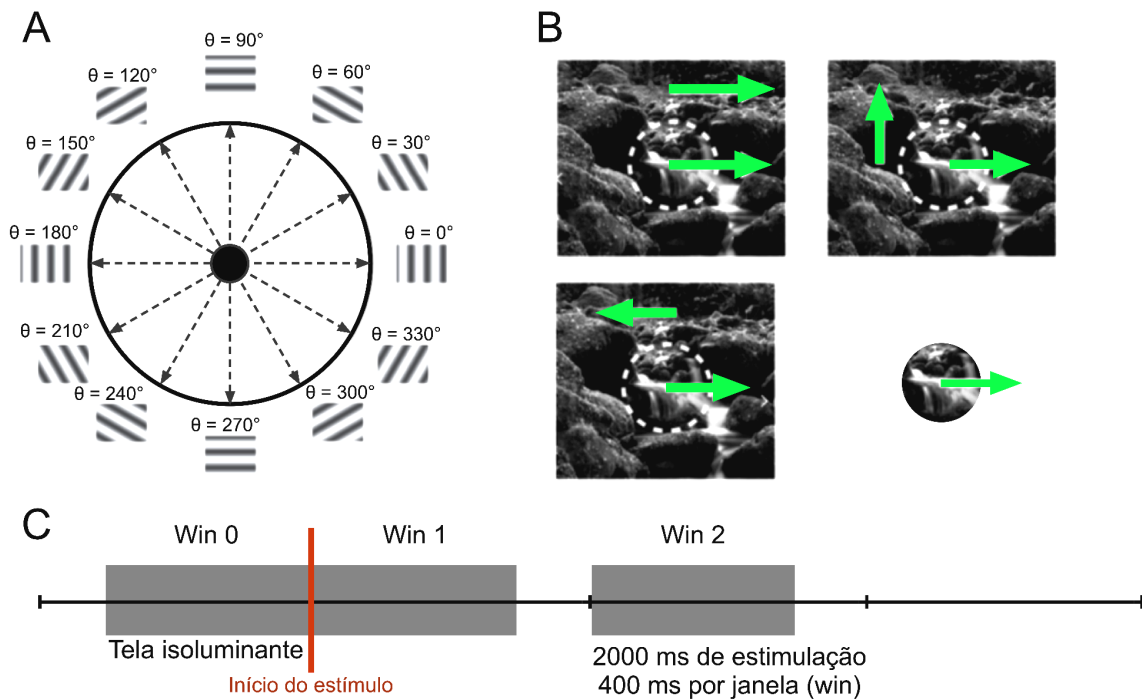 A
θ = 90°
θ = 120°
θ = 60°
θ = 150°
θ = 30°
θ = 180°
θ = 0°
θ = 210°
θ = 330°
θ = 240°
θ = 300°
θ = 270°
B
C
Win 0
Win 1
Win 2
Tela isoluminante
Início do estímulo
2000 ms de estimulação
400 ms por janela (win)